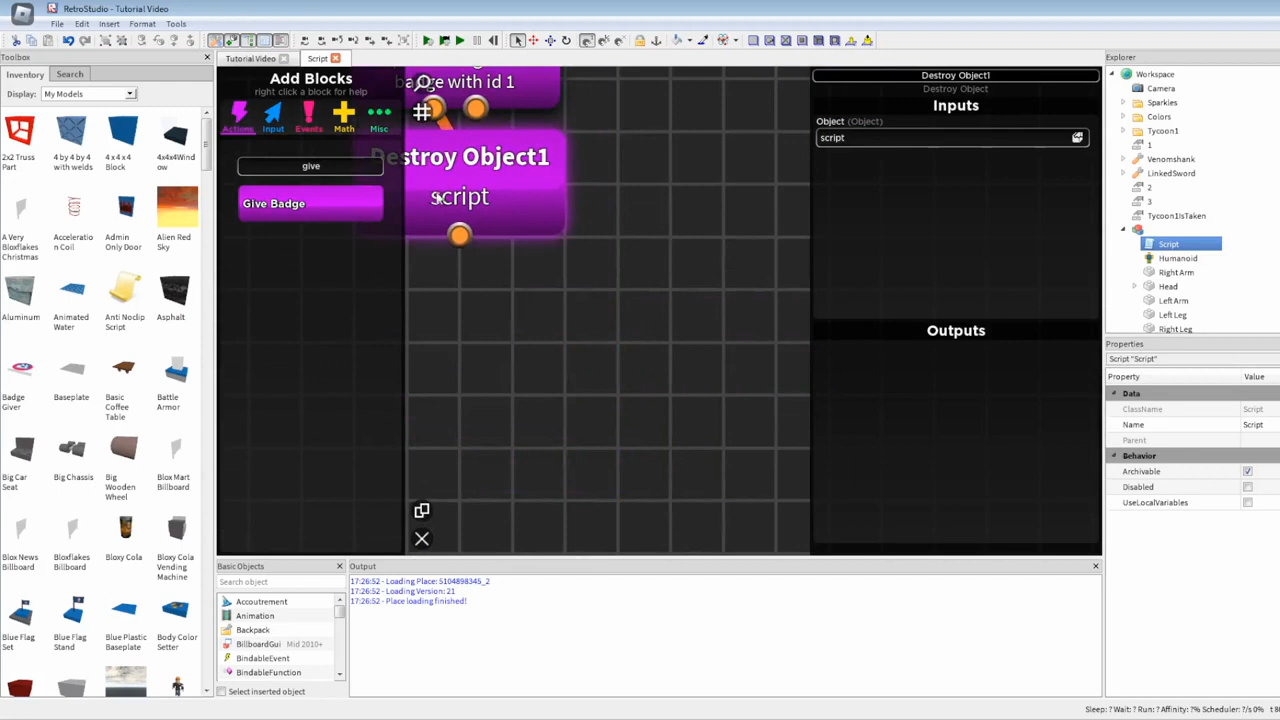 RetroStudio - Tutorial Video
File Edit Insert Format Tools
Toolbox
Inventory Search
Display: My Models
2x2 Truss Part
4 by 4 by 4 with welds
4 x 4 x 4 Block
4x4x4Window
A Very Bloxflakes Christmas
Acceleration Coil
Admin Only Door
Alien Red Sky
Aluminum
Animated Water
Anti Noclip Script
Asphalt
Badge Giver
Baseplate
Basic Coffee Table
Battle Armor
Big Car Seat
Big Chassis
Big Wooden Wheel
Blox Mart Billboard
Blox News Billboard
Bloxflakes Billboard
Bloxy Cola
Bloxy Cola Vending Machine
Blue Flag Set
Blue Flag Stand
Blue Plastic Baseplate
Body Color Setter
Tutorial Video Script
Add Blocks
right click a block for help
Actions Input Events Math Misc
give
Give Badge
badge with id 1
Destroy Object1
script
Destroy Object1
Destroy Object
Inputs
Object (Object)
script
Outputs
Basic Objects
Search object
Accoutrement
Animation
Backpack
BillboardGui Mid 2010+
BindableEvent
BindableFunction
Select inserted object
Output
17:26:52 - Loading Place: 5104898345_2
17:26:52 - Loading Version: 21
17:26:52 - Place loading finished!
Explorer
Workspace
Camera
Sparkles
Colors
Tycoon1
1
Venomshank
LinkedSword
2
3
Tycoon1IsTaken
Script
Humanoid
Right Arm
Head
Left Arm
Left Leg
Right Leg
Properties
Script "Script"
Property Value
Data
ClassName Script
Name Script
Parent
Behavior
Archivable
Disabled
UseLocalVariables
Sleep: ? Wait: ? Run: ? Affinity: ?% Scheduler: ?/s 0%